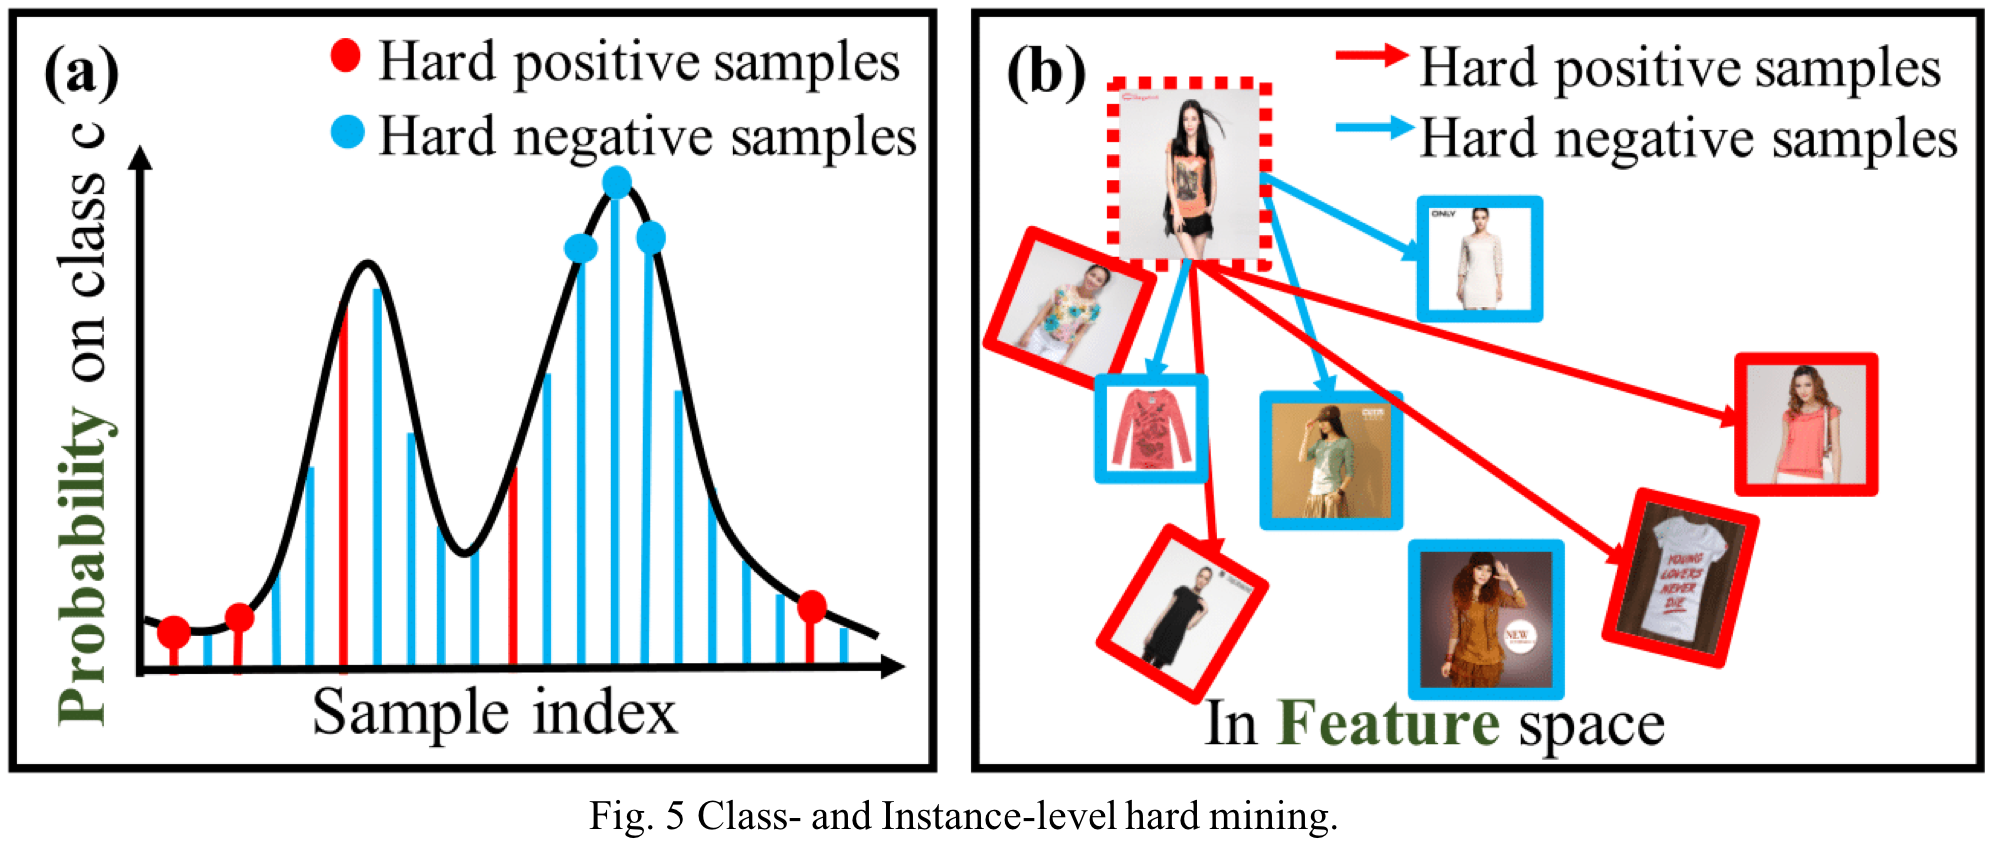 (a)
Hard positive samples
Hard negative samples
Probability on class c
Sample index
(b)
Hard positive samples
Hard negative samples
ONLY
YOUNG
LOVERS
NEVER
DIE
NEW
In Feature space
Fig. 5 Class- and Instance-level hard mining.